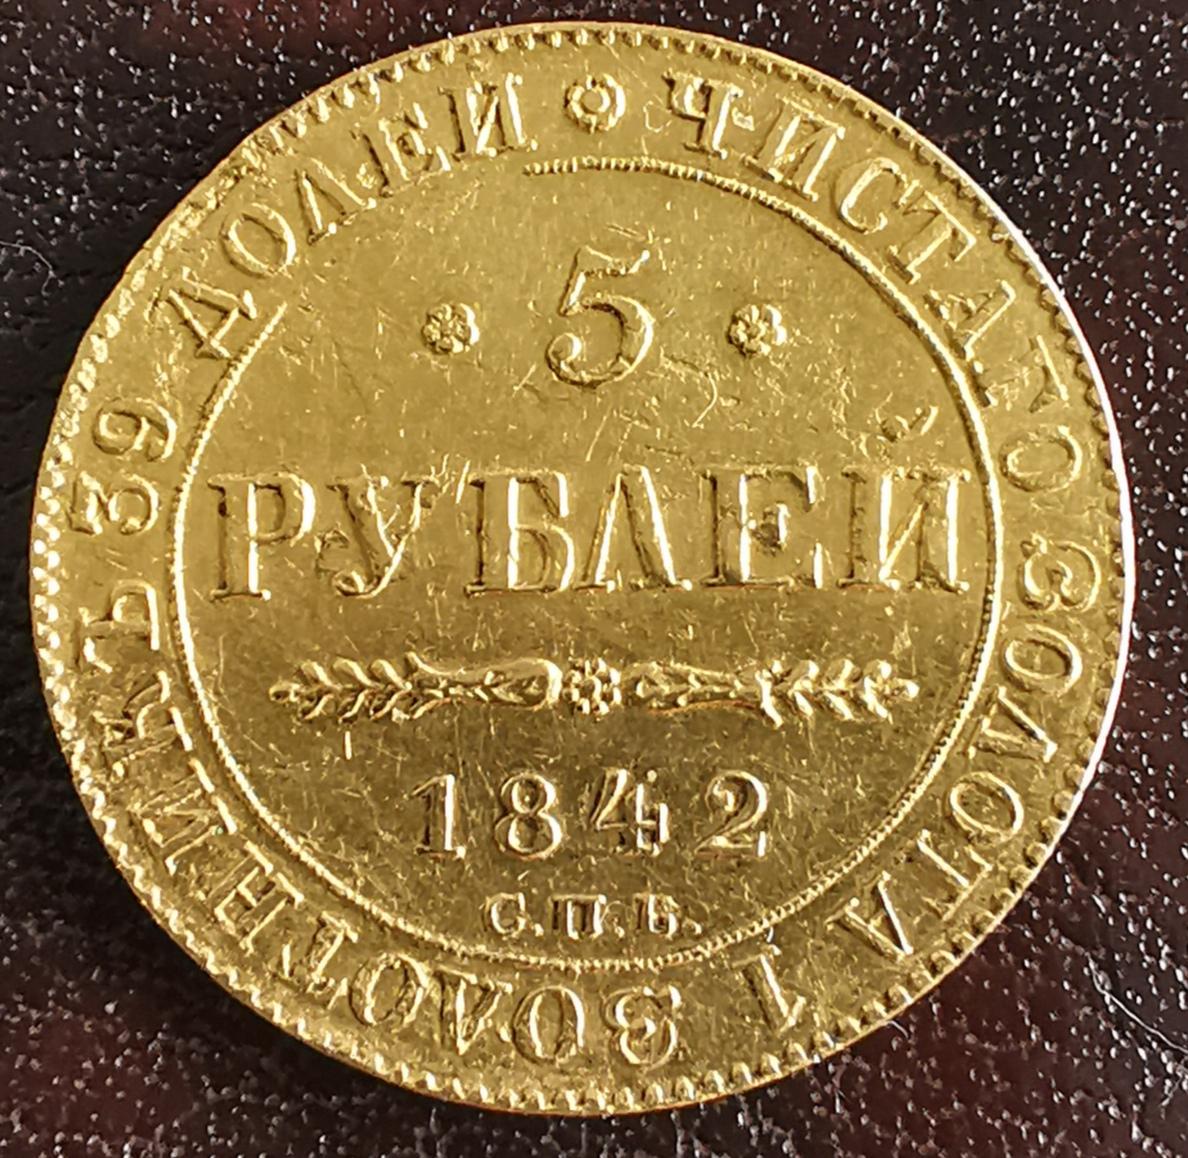 ЧИСТАГО ЗОЛОТА 1 ЗОЛОТНИКЪ 39 ДОЛЕЙ
5
РУБЛЕЙ
1842
С.П.Б.